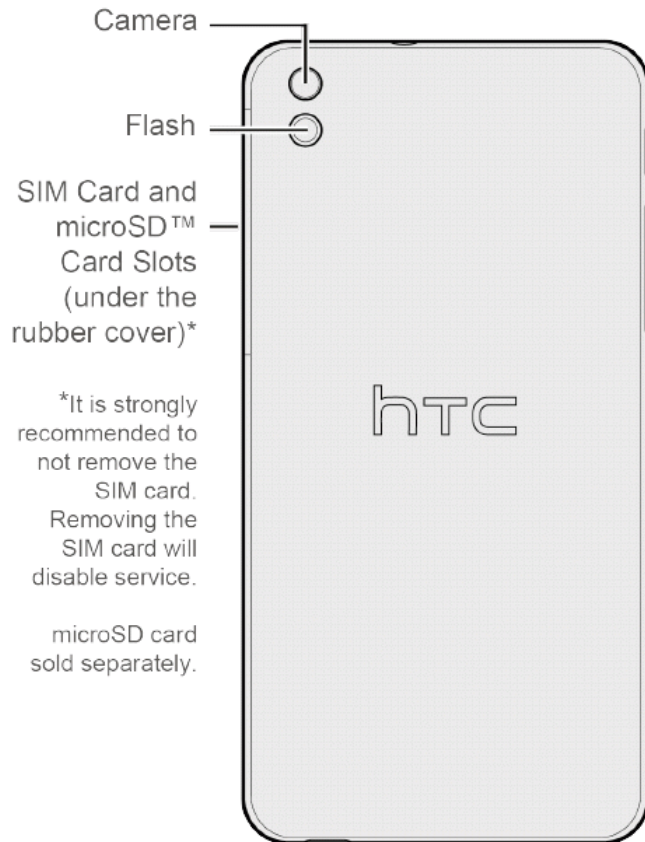 Camera
Flash
SIM Card and
microSD™
Card Slots
(under the
rubber cover)*
*It is strongly
recommended to
not remove the
SIM card.
Removing the
SIM card will
disable service.
microSD card
sold separately.
hTC